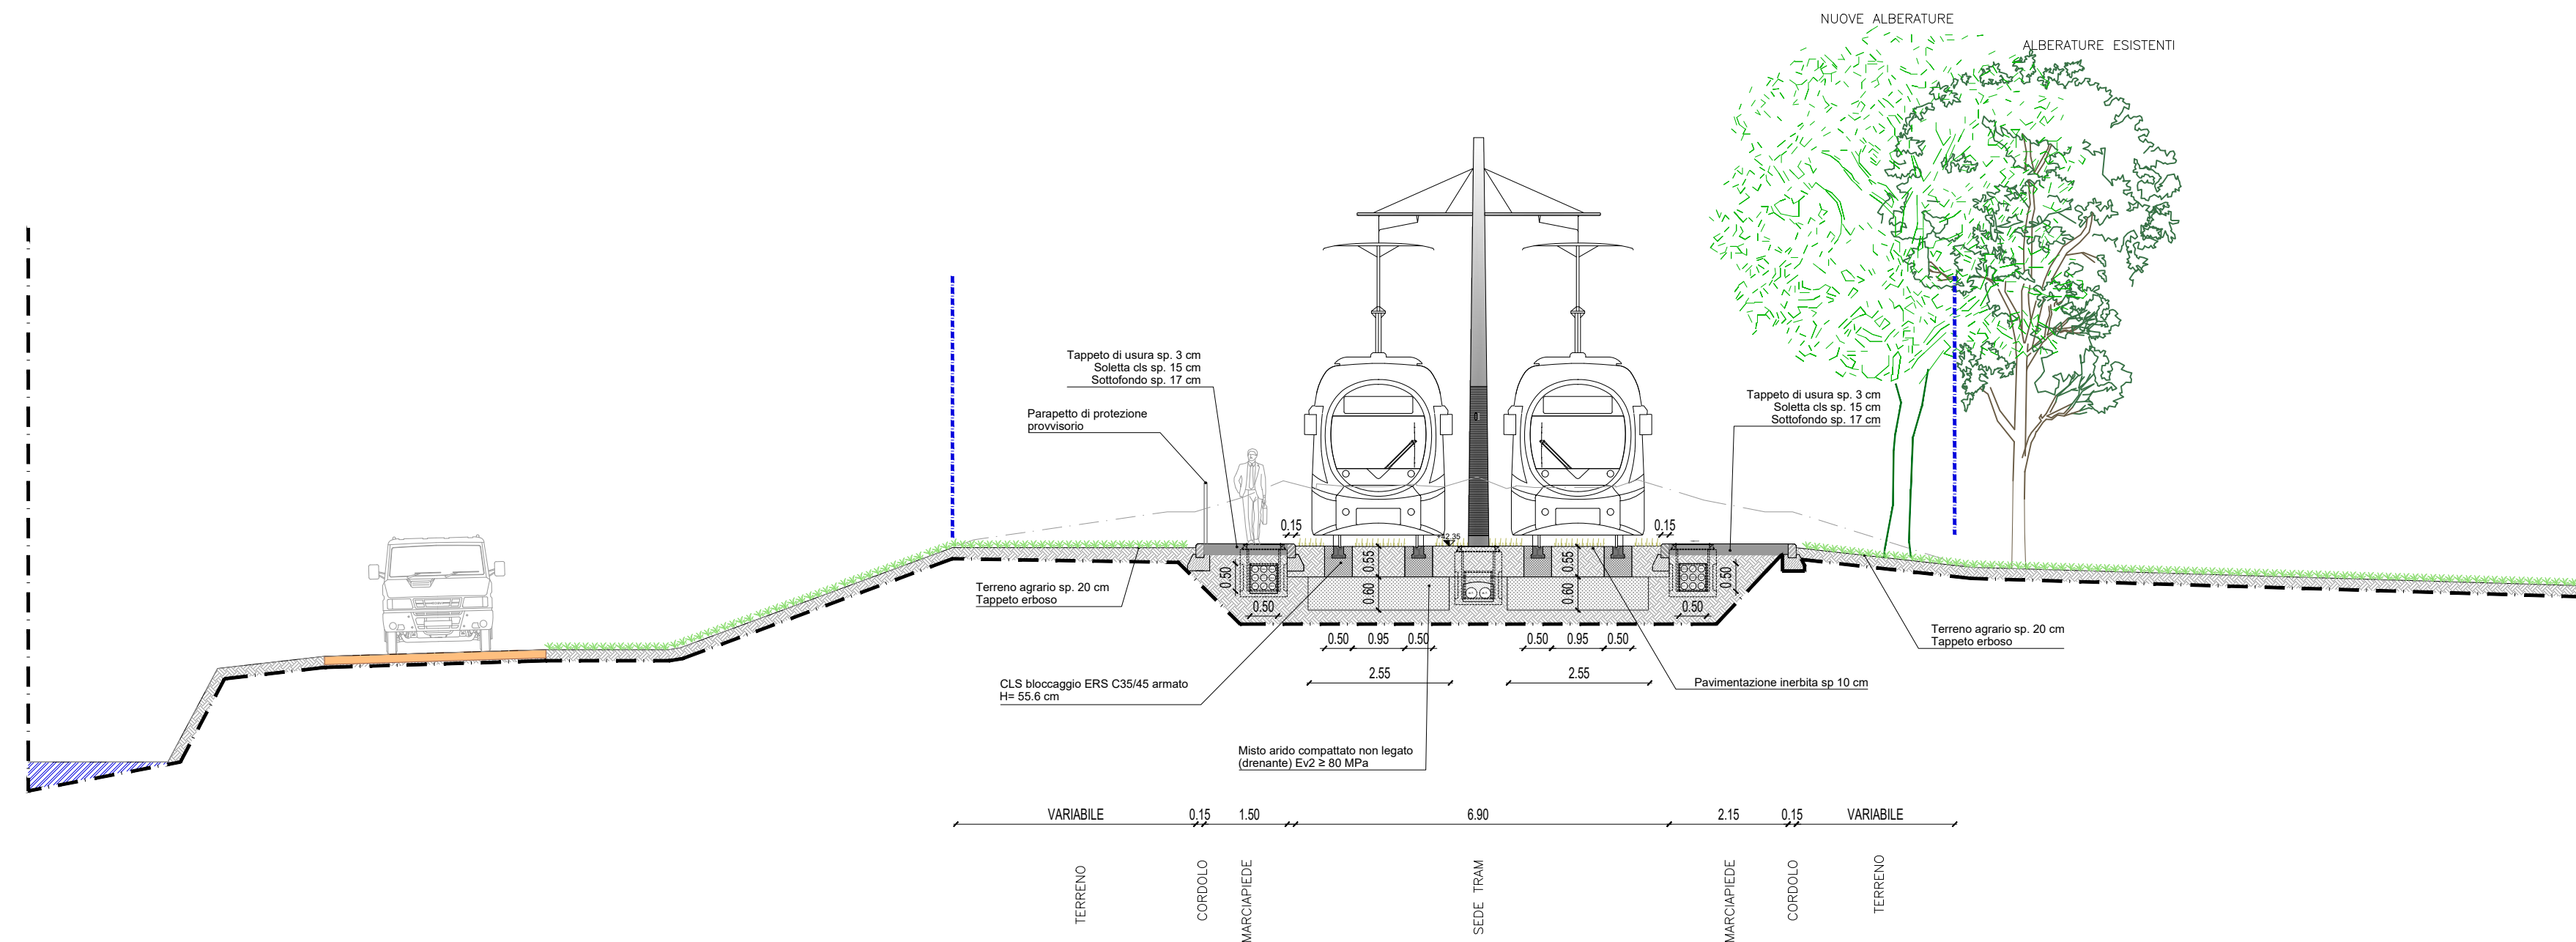 NUOVE ALBERATURE
ALBERATURE ESISTENTI
Tappeto di usura sp. 3 cm
Soletta cls sp. 15 cm
Sottofondo sp. 17 cm
Parapetto di protezione
provvisorio
Tappeto di usura sp. 3 cm
Soletta cls sp. 15 cm
Sottofondo sp. 17 cm
0.15
0.15
0.50
0.55
0.55
0.50
0.60
0.60
0.50
0.50
Terreno agrario sp. 20 cm
Tappeto erboso
0.50 0.95 0.50
0.50 0.95 0.50
Terreno agrario sp. 20 cm
Tappeto erboso
2.55
2.55
CLS bloccaggio ERS C35/45 armato
H= 55.6 cm
Pavimentazione inerbita sp 10 cm
Misto arido compattato non legato
(drenante) Ev2 ≥ 80 MPa
VARIABILE 0.15 1.50 6.90 2.15 0.15 VARIABILE
TERRENO
CORDOLO
MARCIAPIEDE
SEDE TRAM
MARCIAPIEDE
CORDOLO
TERRENO